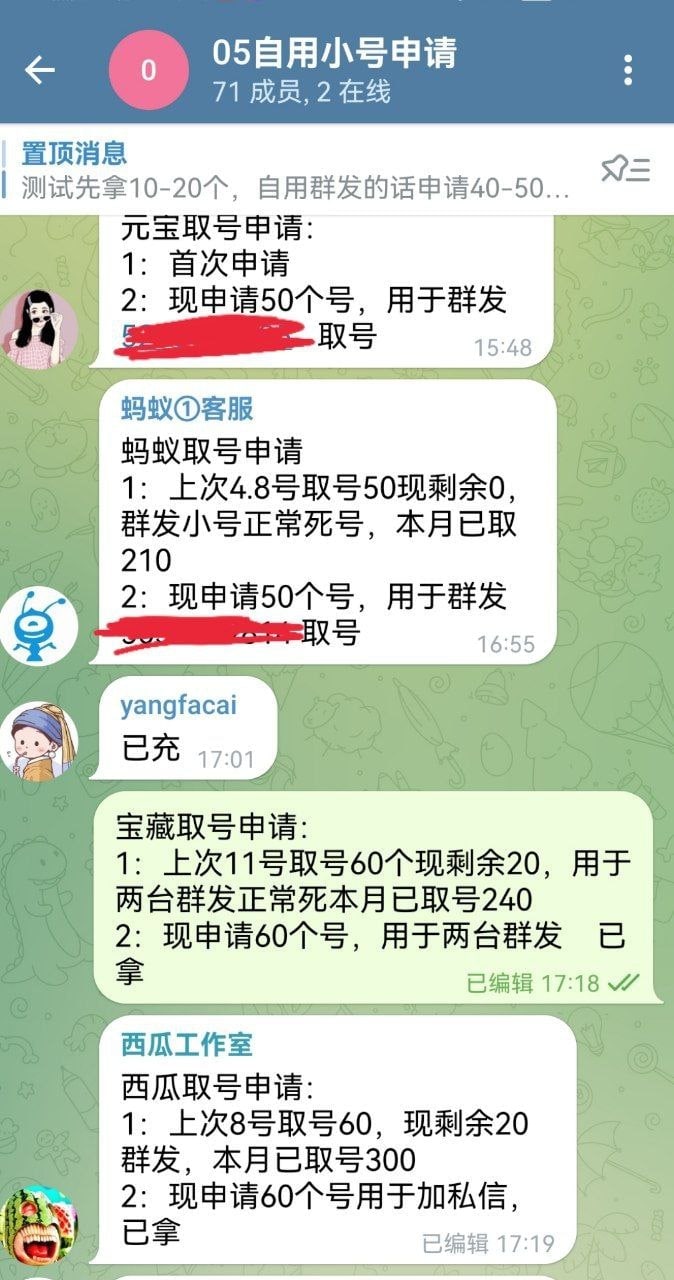 0
05自用小号申请
71 成员, 2 在线
置顶消息
测试先拿10-20个，自用群发的话申请40-50...
元宝取号申请：
1：首次申请
2：现申请50个号，用于群发
取号
15:48
蚂蚁①客服
蚂蚁取号申请
1：上次4.8号取号50现剩余0，
群发小号正常死号，本月已取
210
2：现申请50个号，用于群发
取号
16:55
yangfacai
已充
17:01
宝藏取号申请：
1：上次11号取号60个现剩余20，用于
两台群发正常死本月已取号240
2：现申请60个号，用于两台群发 已
拿
已编辑 17:18
西瓜工作室
西瓜取号申请：
1：上次8号取号60，现剩余20
群发，本月已取号300
2：现申请60个号用于加私信，
已拿
已编辑 17:19